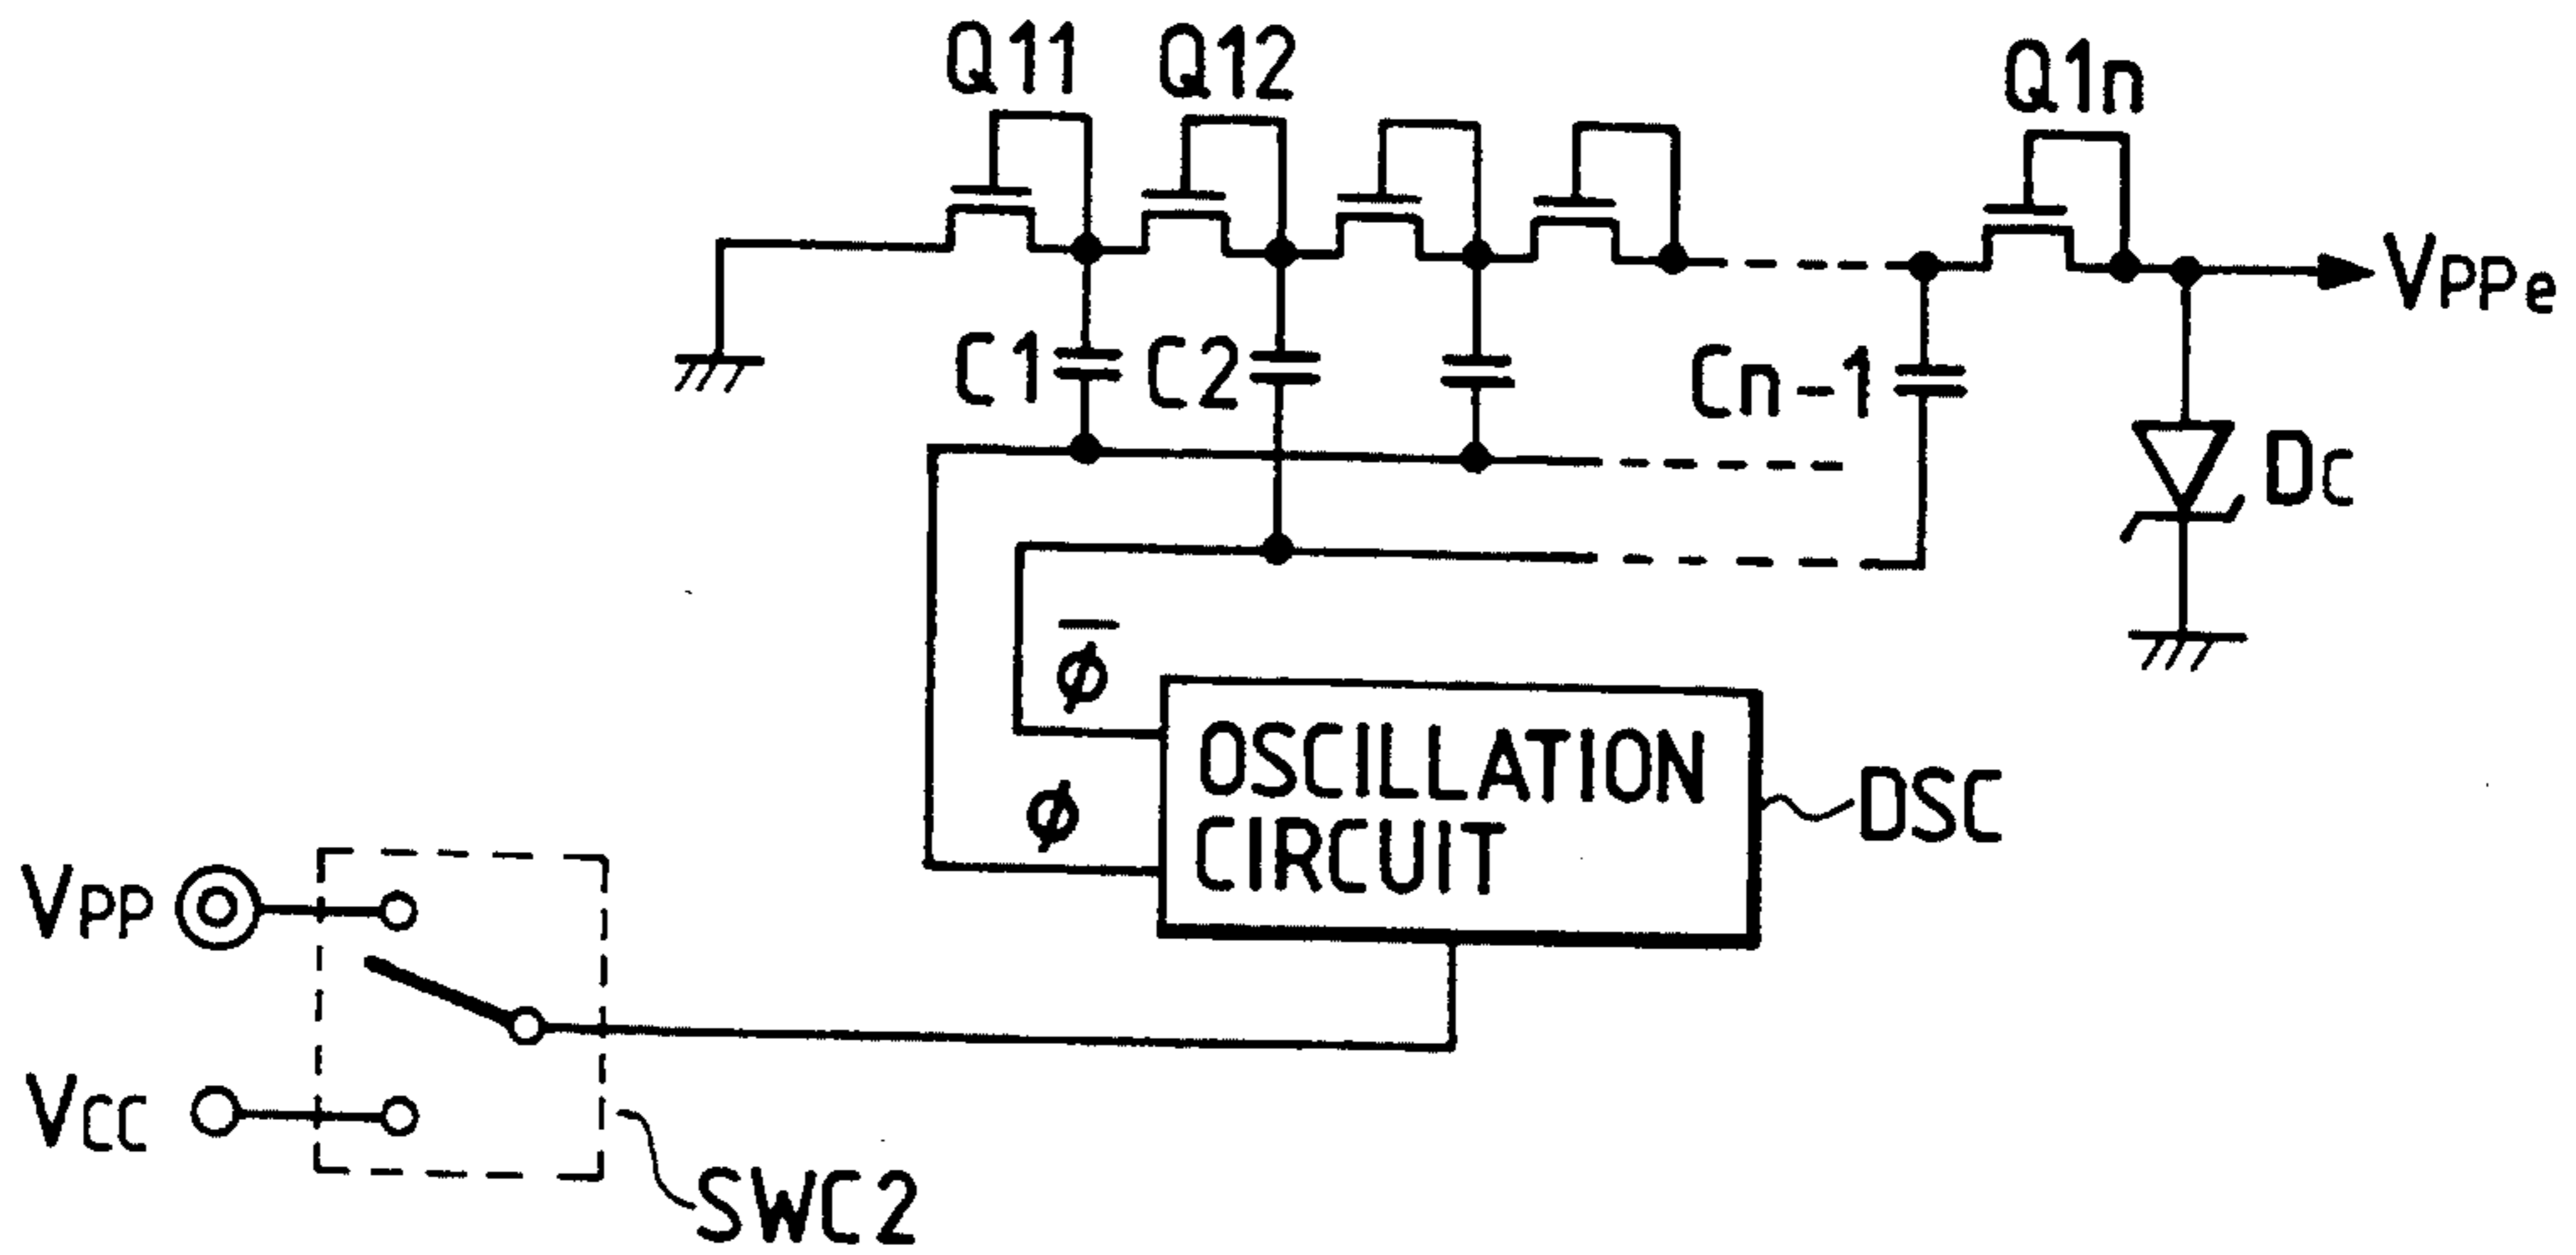 Q11 Q12 Q1n
VPPe
C1 C2 Cn-1
DC
φ̅
φ
OSCILLATION
CIRCUIT
DSC
VPP
VCC
SWC2